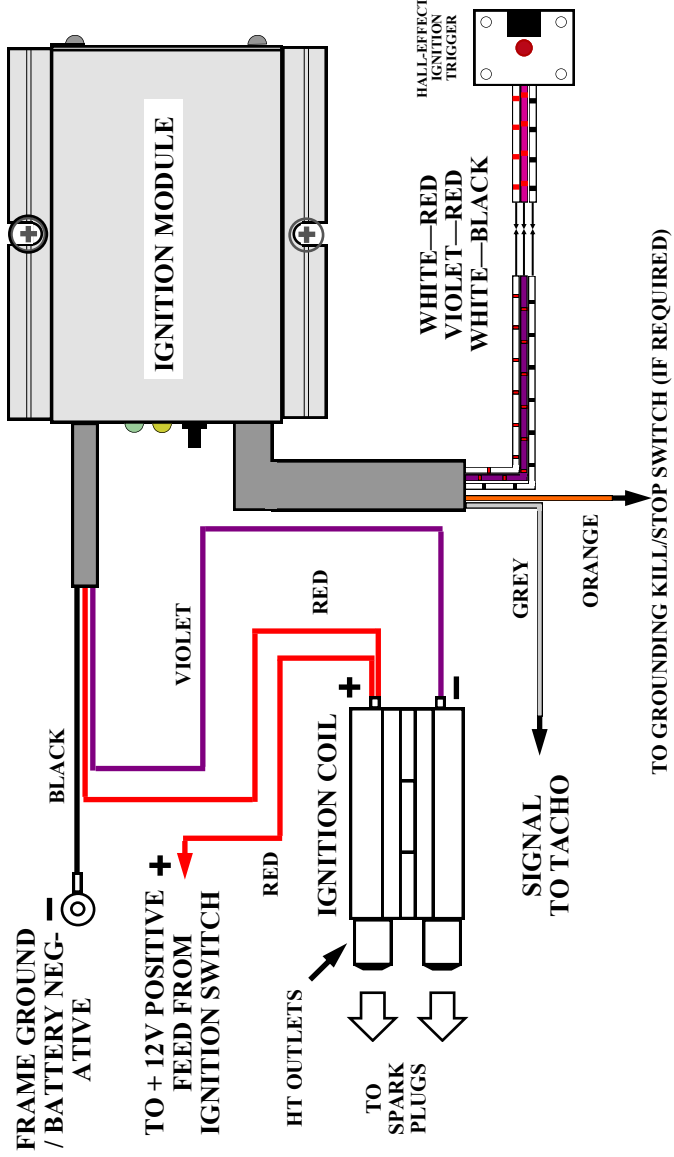 IGNITION MODULE
HALL-EFFECT
IGNITION
TRIGGER
WHITE—RED
VIOLET—RED
WHITE—BLACK
TO GROUNDING KILL/STOP SWITCH (IF REQUIRED)
ORANGE
GREY
SIGNAL
TO TACHO
VIOLET
RED
BLACK
RED
+
−
IGNITION COIL
−
FRAME GROUND
/ BATTERY NEG-
ATIVE
+
TO + 12V POSITIVE
FEED FROM
IGNITION SWITCH
HT OUTLETS
TO
SPARK
PLUGS